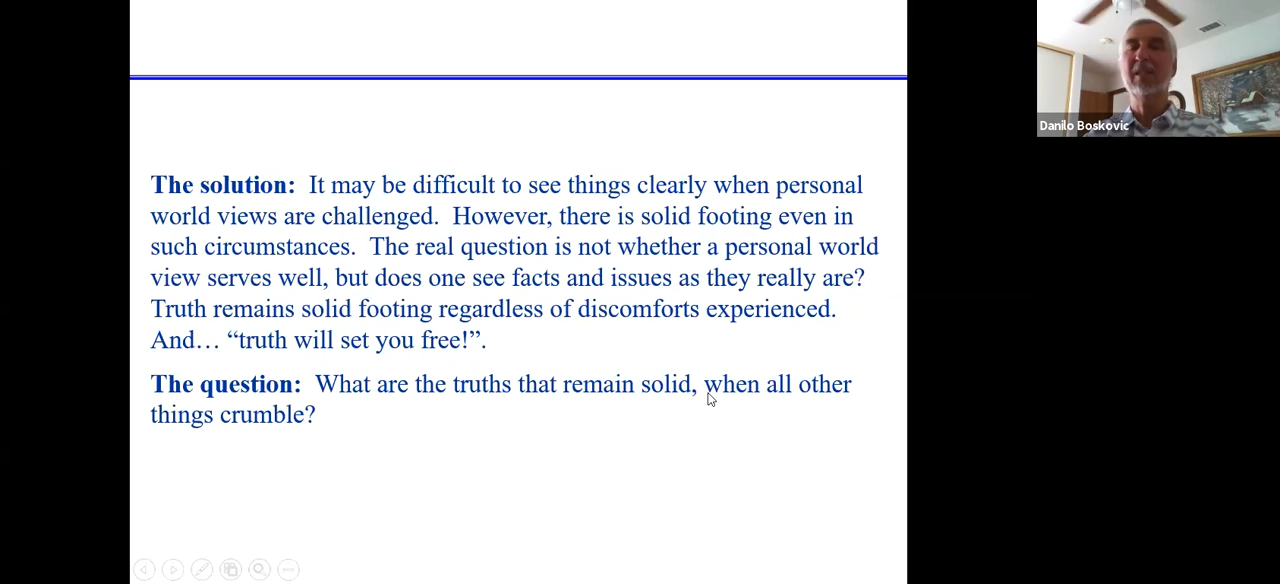 The solution: It may be difficult to see things clearly when personal
world views are challenged. However, there is solid footing even in
such circumstances. The real question is not whether a personal world
view serves well, but does one see facts and issues as they really are?
Truth remains solid footing regardless of discomforts experienced.
And… “truth will set you free!”.
The question: What are the truths that remain solid, when all other
things crumble?
Danilo Boskovic